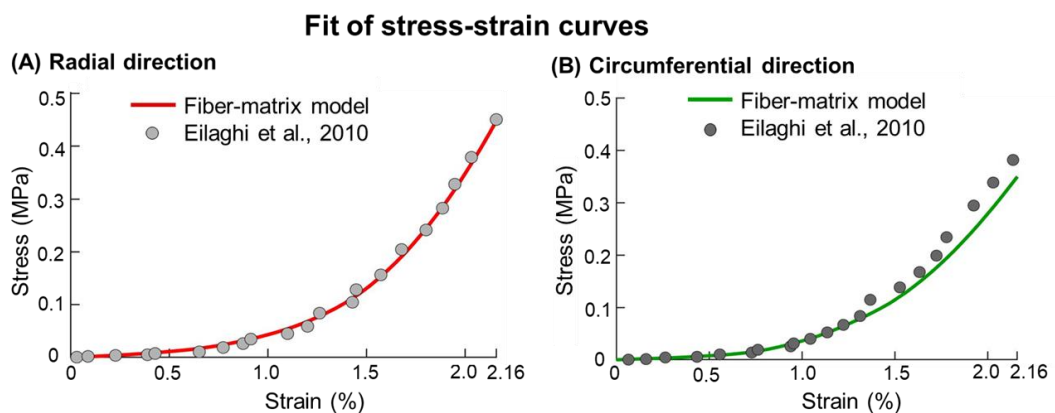 Fit of stress-strain curves
(A) Radial direction
0.5
0.4
0.3
0.2
0.1
0
Stress (MPa)
Fiber-matrix model
Eilaghi et al., 2010
0 0.5 1.0 1.5 2.0 2.16
Strain (%)
(B) Circumferential direction
0.5
0.4
0.3
0.2
0.1
0
Stress (MPa)
Fiber-matrix model
Eilaghi et al., 2010
0 0.5 1.0 1.5 2.0 2.16
Strain (%)